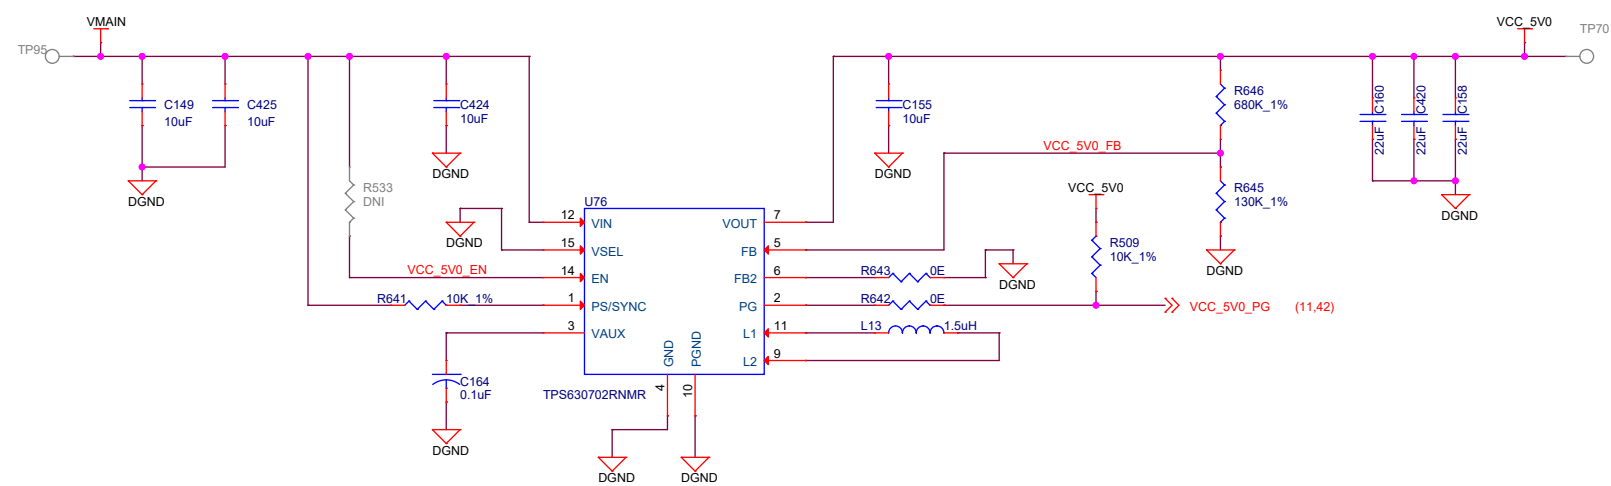 VMAIN
VCC_5V0
TP95
TP70
C149
10uF
C425
10uF
C424
10uF
DGND
C155
10uF
DGND
R646
680K_1%
C160
22uF
C420
22uF
C158
22uF
VCC_5V0_FB
DGND
R533
DNI
VCC_5V0
R645
130K_1%
DGND
U76
12
VIN
VOUT
7
DGND
15
VSEL
FB
5
R509
10K_1%
DGND
VCC_5V0_EN
14
EN
FB2
6
R643
0E
DGND
R641
10K_1%
1
PS/SYNC
PG
2
R642
0E
VCC_5V0_PG
(11,42)
3
VAUX
L1
11
L13
1.5uH
GND
PGND
L2
9
C164
0.1uF
4
10
TPS630702RNMR
DGND
DGND
DGND